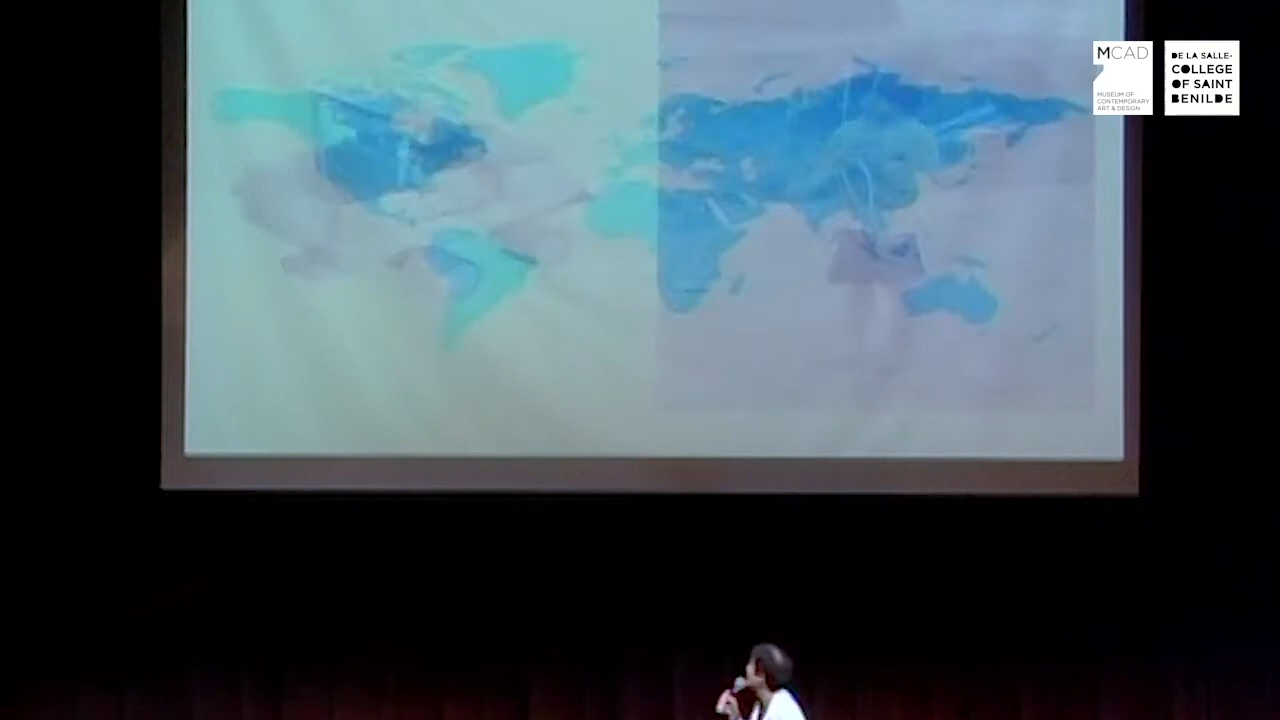 MCAD
MUSEUM OF
CONTEMPORARY
ART & DESIGN
DE LA SALLE-
COLLEGE
OF SAINT
BENILDE